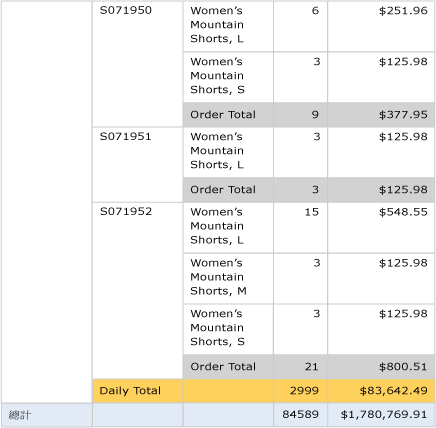 S071950 Women's 6 $251.96
Mountain
Shorts, L
Women's 3 $125.98
Mountain
Shorts, S
Order Total 9 $377.95
S071951 Women's 3 $125.98
Mountain
Shorts, L
Order Total 3 $125.98
S071952 Women's 15 $548.55
Mountain
Shorts, L
Women's 3 $125.98
Mountain
Shorts, M
Women's 3 $125.98
Mountain
Shorts, S
Order Total 21 $800.51
Daily Total 2999 $83,642.49
總計 84589 $1,780,769.91